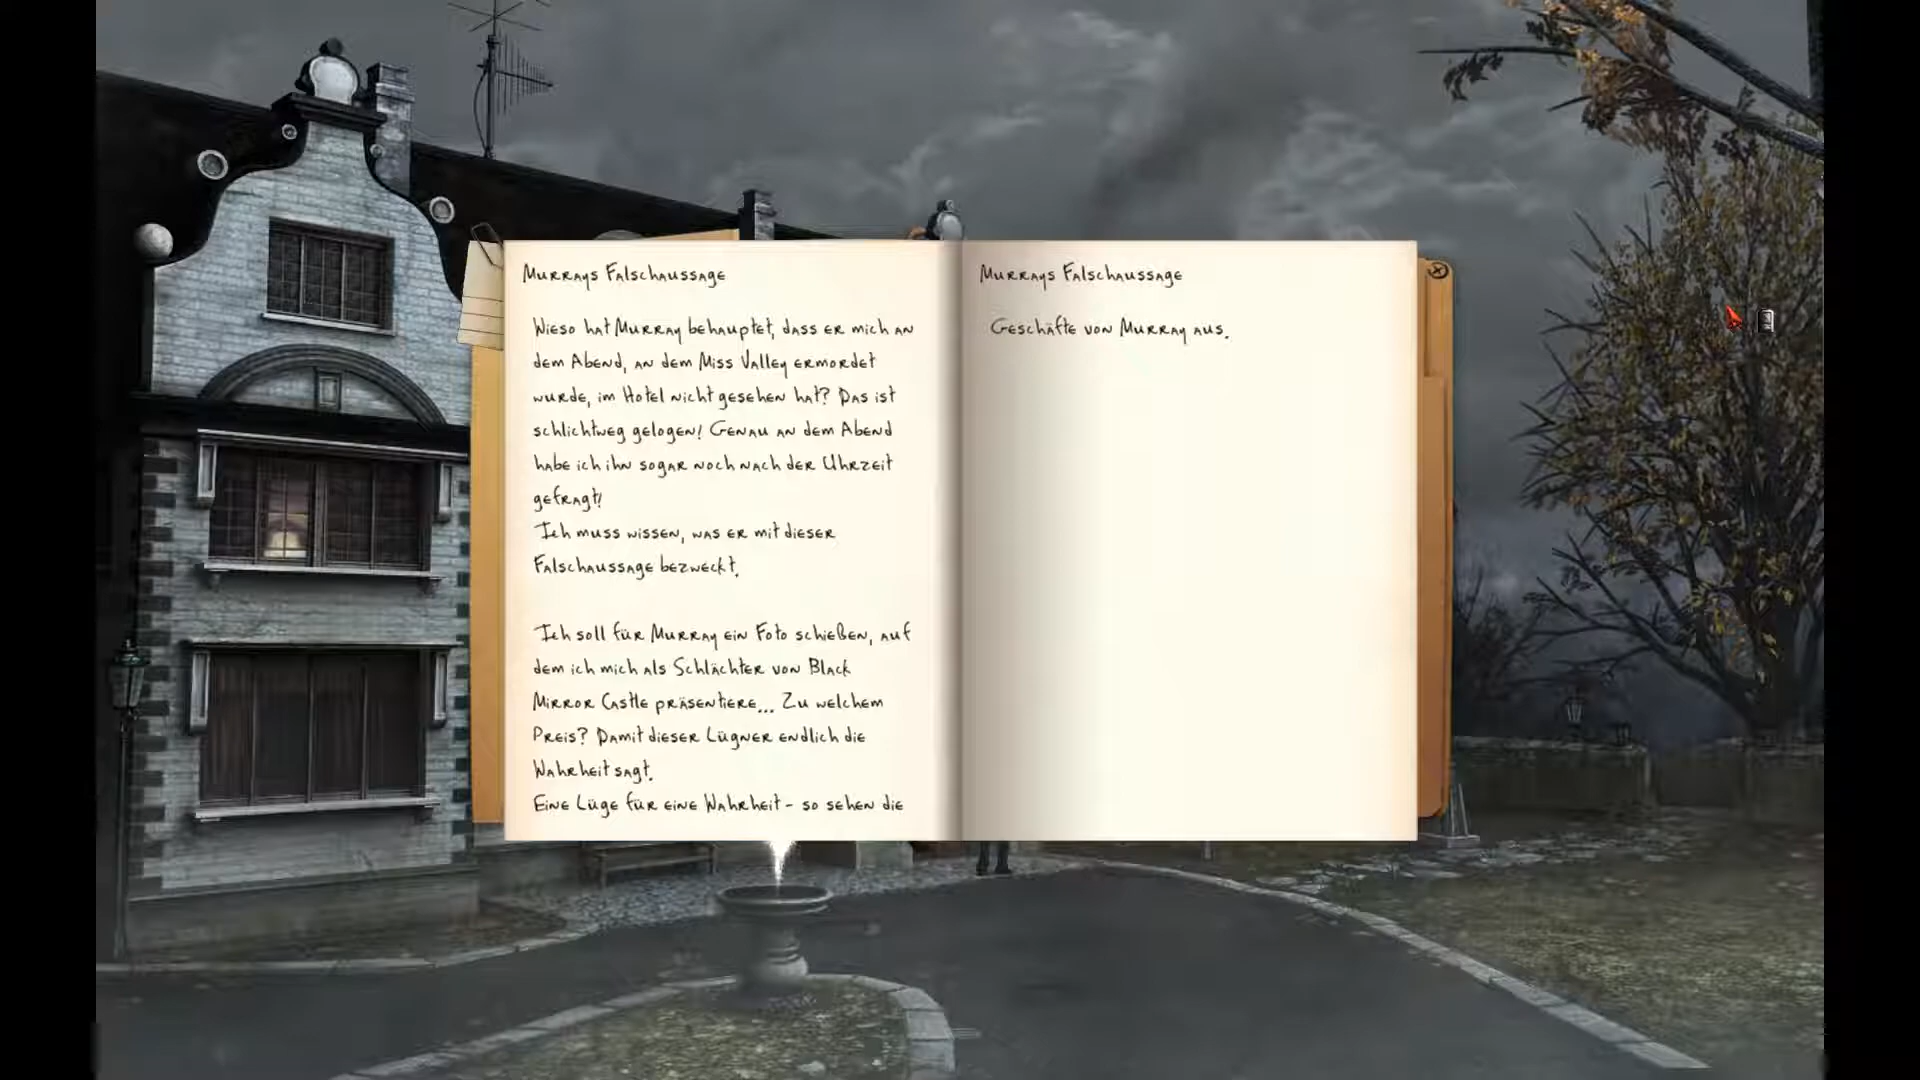 Murrays Falschaussage
Wieso hat Murray behauptet, dass er mich an
dem Abend, an dem Miss Valley ermordet
wurde, im Hotel nicht gesehen hat? Das ist
schlichtweg gelogen! Genau an dem Abend
habe ich ihn sogar noch nach der Uhrzeit
gefragt!
Ich muss wissen, was er mit dieser
Falschaussage bezweckt.
Ich soll für Murray ein Foto schießen, auf
dem ich mich als Schlächter von Black
Mirror Castle präsentiere... Zu welchem
Preis? Damit dieser Lügner endlich die
Wahrheit sagt.
Eine Lüge für eine Wahrheit - so sehen die
Murrays Falschaussage
Geschäfte von Murray aus.